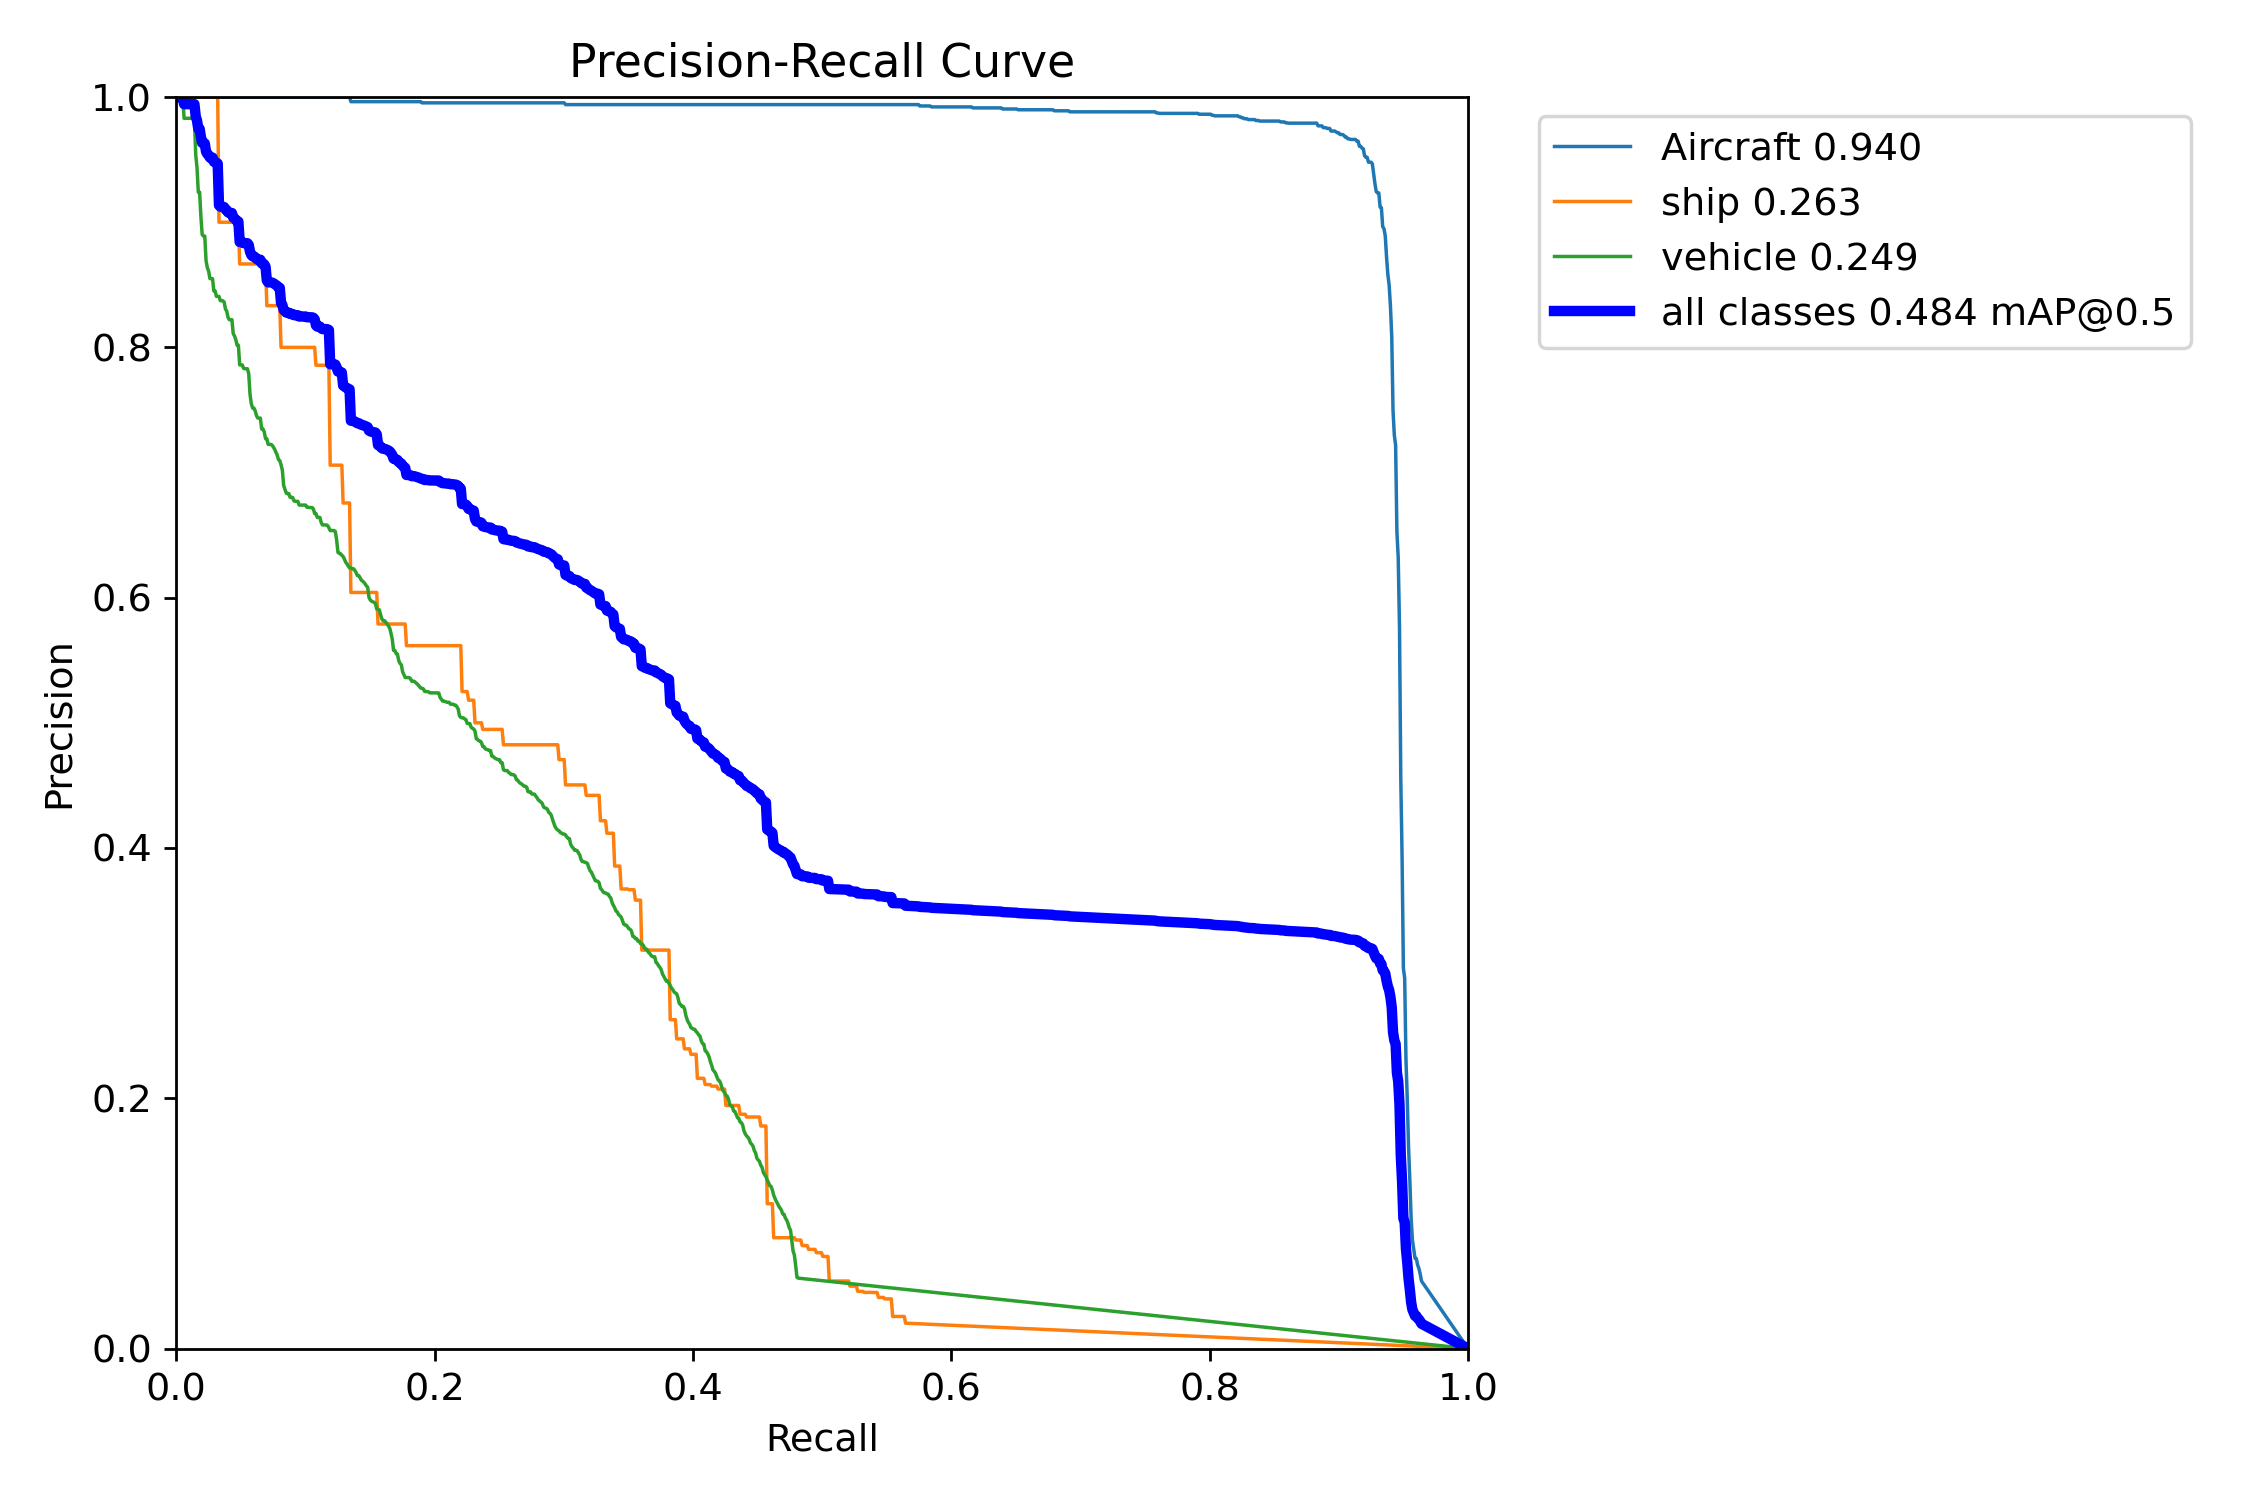 Precision-Recall Curve
1.0
0.8
0.6
0.4
0.2
0.0
Precision
0.0 0.2 0.4 0.6 0.8 1.0
Recall
Aircraft 0.940
ship 0.263
vehicle 0.249
all classes 0.484 mAP@0.5